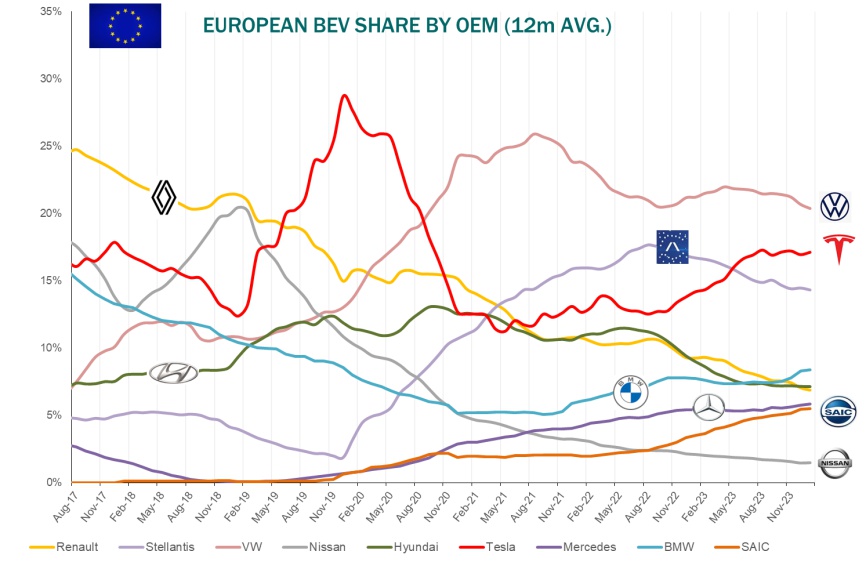 EUROPEAN BEV SHARE BY OEM (12m AVG.)
35%
30%
25%
20%
15%
10%
5%
0%
Aug-17 Nov-17 Feb-18 May-18 Aug-18 Nov-18 Feb-19 May-19 Aug-19 Nov-19 Feb-20 May-20 Aug-20 Nov-20 Feb-21 May-21 Aug-21 Nov-21 Feb-22 May-22 Aug-22 Nov-22 Feb-23 May-23 Aug-23 Nov-23
BMW
SAIC
NISSAN
Renault Stellantis VW Nissan Hyundai Tesla Mercedes BMW SAIC